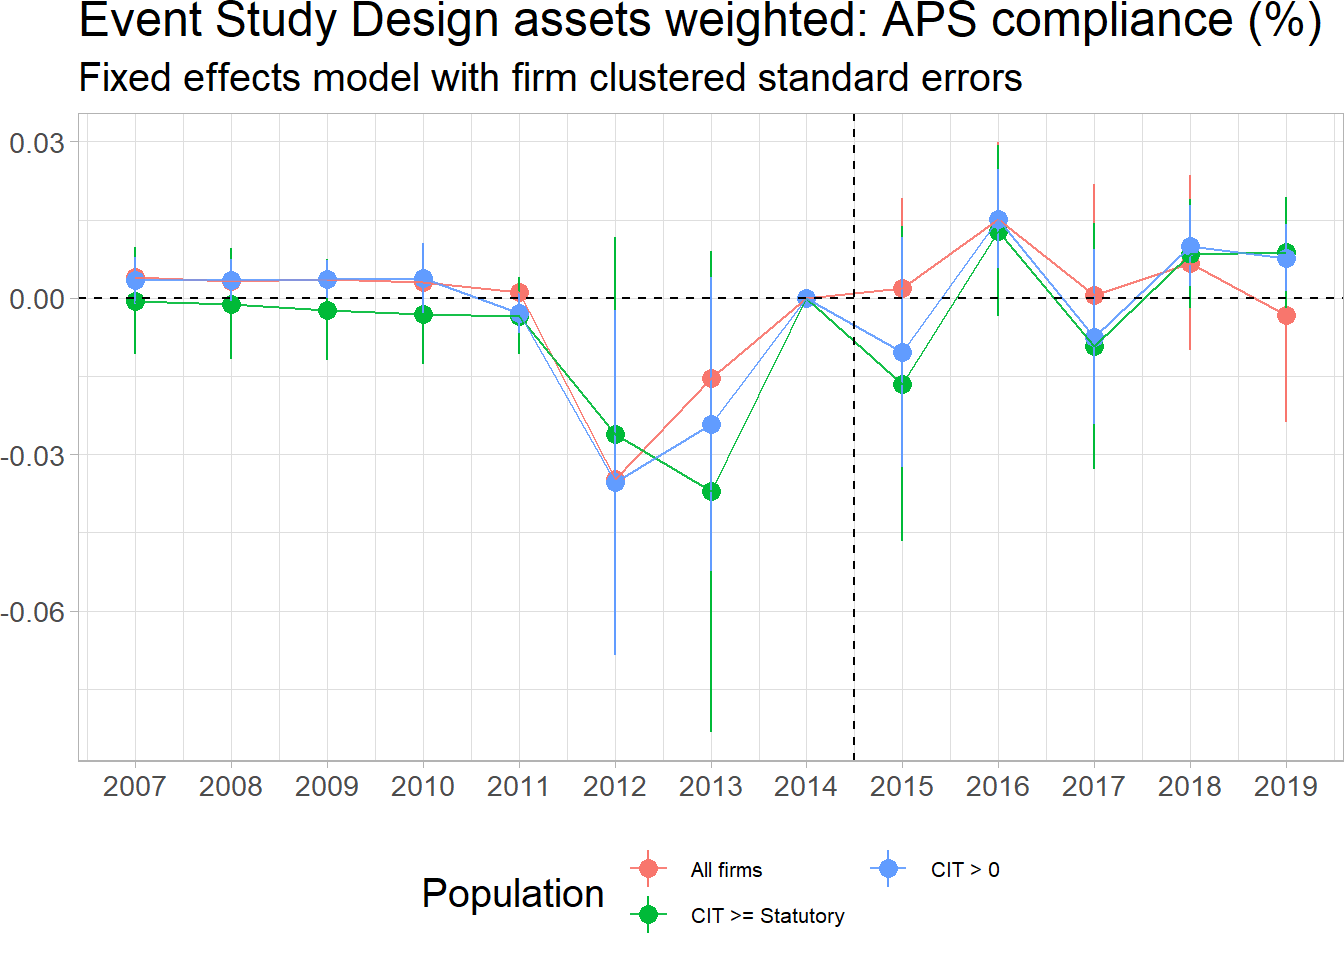 Event Study Design assets weighted: APS compliance (%)
Fixed effects model with firm clustered standard errors
0.03
0.00
-0.03
-0.06
2007 2008 2009 2010 2011 2012 2013 2014 2015 2016 2017 2018 2019
Population
All firms
CIT > 0
CIT >= Statutory